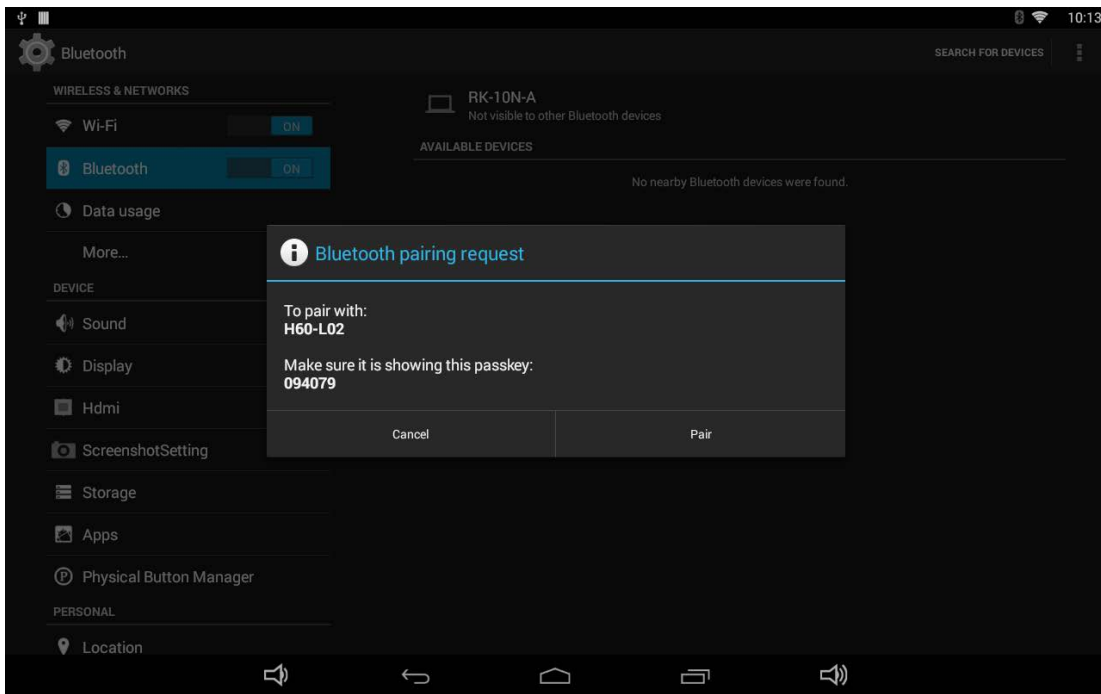 10:13
Bluetooth
SEARCH FOR DEVICES
WIRELESS & NETWORKS
Wi-Fi
ON
Bluetooth
ON
Data usage
More...
DEVICE
Sound
Display
Hdmi
ScreenshotSetting
Storage
Apps
Physical Button Manager
PERSONAL
Location
RK-10N-A
Not visible to other Bluetooth devices
AVAILABLE DEVICES
No nearby Bluetooth devices were found.
Bluetooth pairing request
To pair with:
H60-L02
Make sure it is showing this passkey:
094079
Cancel
Pair